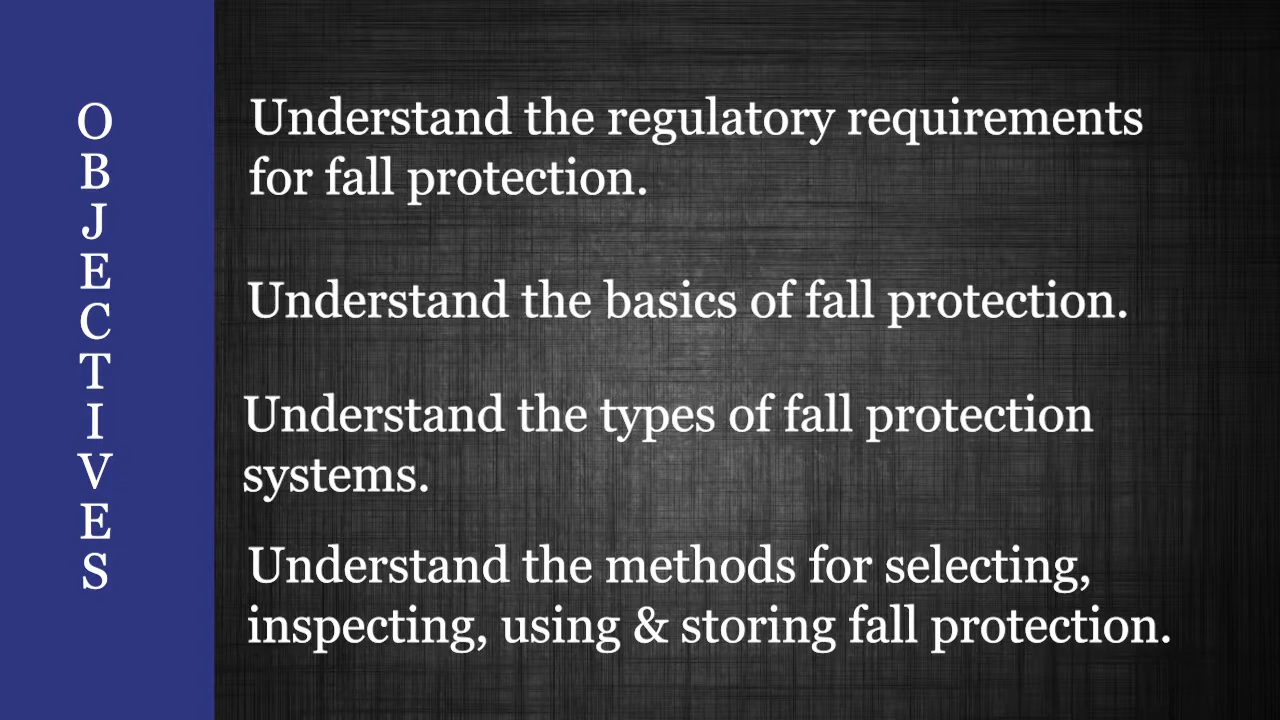 OBJECTIVES
Understand the regulatory requirements
for fall protection.
Understand the basics of fall protection.
Understand the types of fall protection
systems.
Understand the methods for selecting,
inspecting, using & storing fall protection.